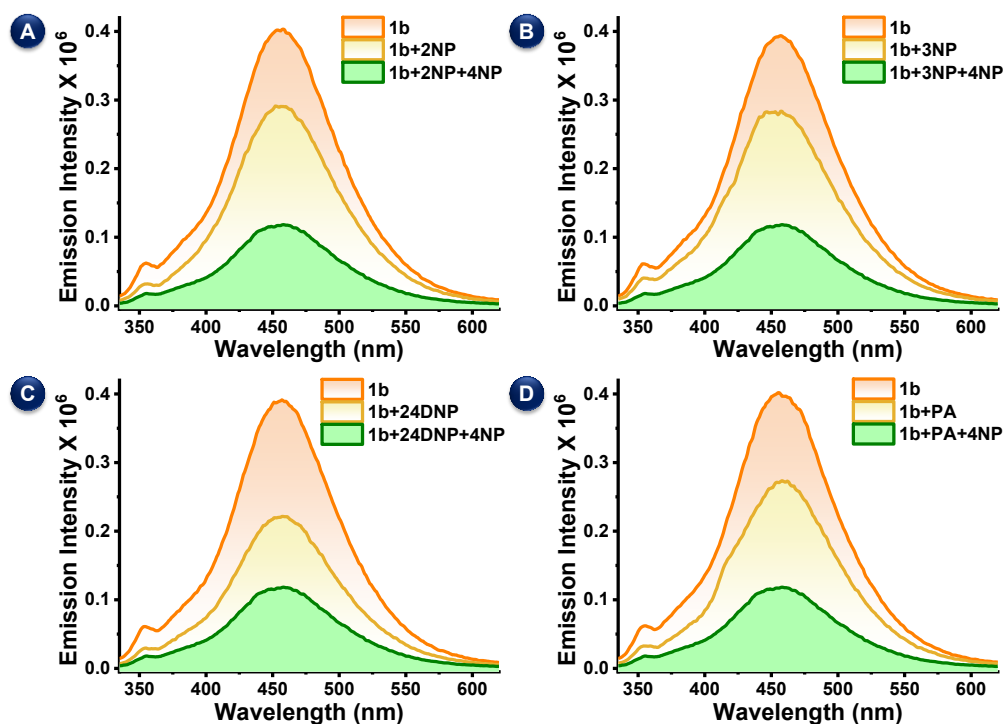 A
1b
1b+2NP
1b+2NP+4NP
Emission Intensity X 10⁶
0.4
0.3
0.2
0.1
0.0
350 400 450 500 550 600
Wavelength (nm)
B
1b
1b+3NP
1b+3NP+4NP
Emission Intensity X 10⁶
0.4
0.3
0.2
0.1
0.0
350 400 450 500 550 600
Wavelength (nm)
C
1b
1b+24DNP
1b+24DNP+4NP
Emission Intensity X 10⁶
0.4
0.3
0.2
0.1
0.0
350 400 450 500 550 600
Wavelength (nm)
D
1b
1b+PA
1b+PA+4NP
Emission Intensity X 10⁶
0.4
0.3
0.2
0.1
0.0
350 400 450 500 550 600
Wavelength (nm)